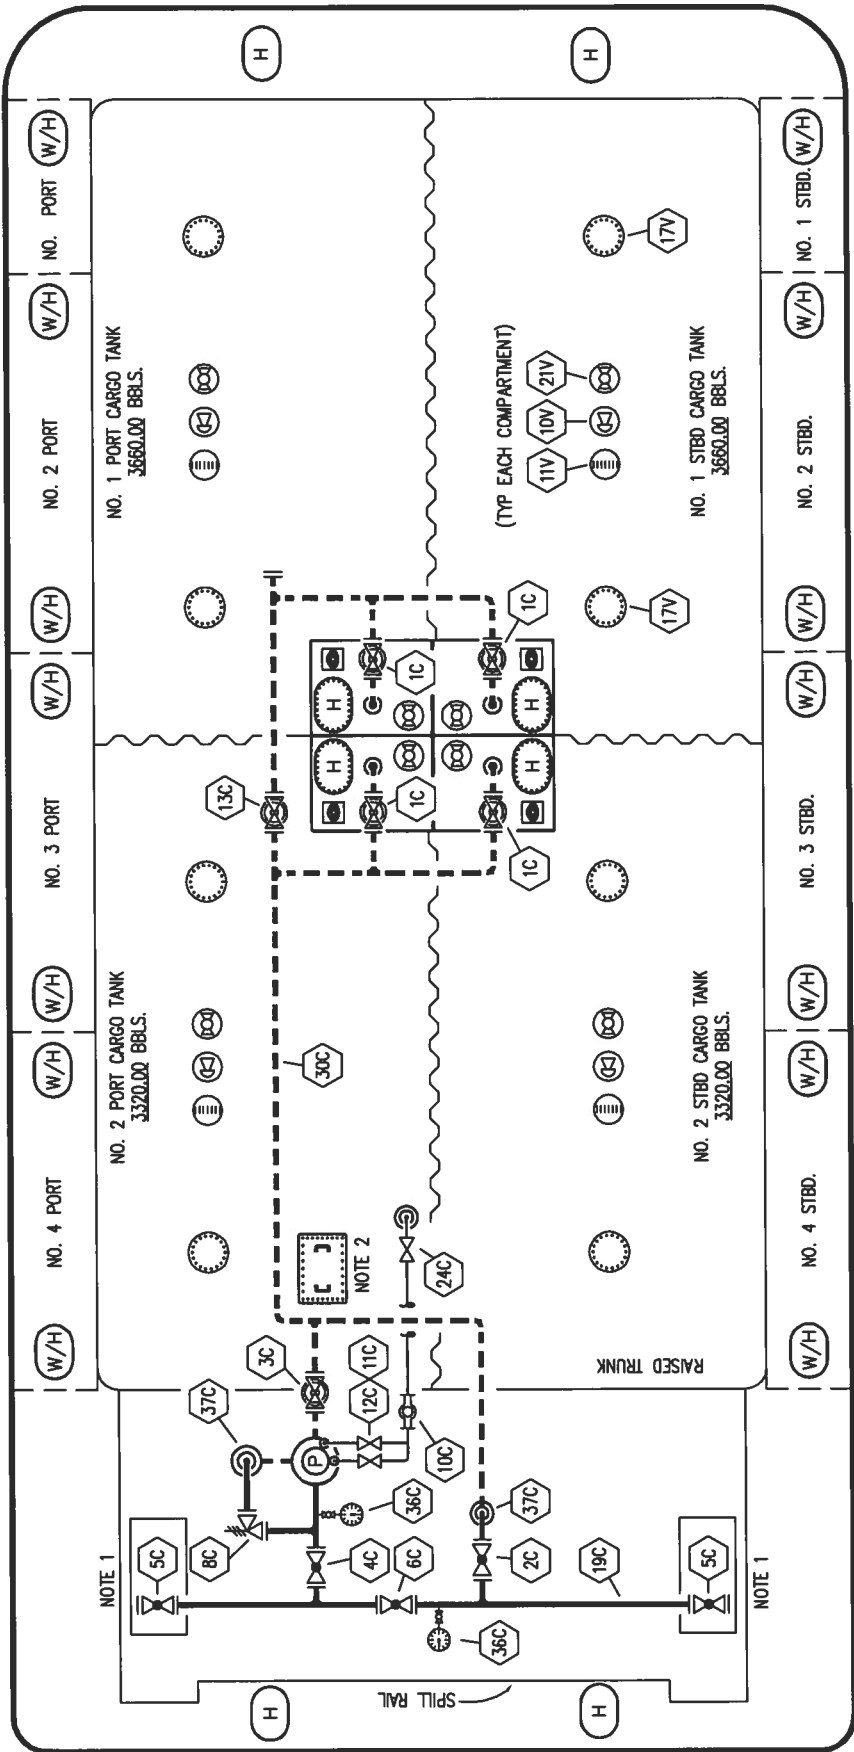 H
H
W/H
NO. PORT
W/H
NO. 1 STBD.
W/H
NO. 2 PORT
W/H
W/H
NO. 2 STBD.
W/H
NO. 1 PORT CARGO TANK
3660.00 BBLS.
17V
(TYP EACH COMPARTMENT)
21V
10V
11V
NO. 1 STBD CARGO TANK
3660.00 BBLS.
17V
1C
1C
H
H
H
H
1C
1C
13C
W/H
NO. 3 PORT
W/H
W/H
NO. 3 STBD.
W/H
NO. 2 PORT CARGO TANK
3320.00 BBLS.
30C
NO. 2 STBD CARGO TANK
3320.00 BBLS.
W/H
NO. 4 PORT
W/H
W/H
NO. 4 STBD.
W/H
NOTE 2
24C
RAISED TRUNK
3C
11C
12C
37C
P
10C
36C
37C
8C
4C
6C
2C
NOTE 1
5C
19C
5C
NOTE 1
36C
SPILL RAIL
H
H